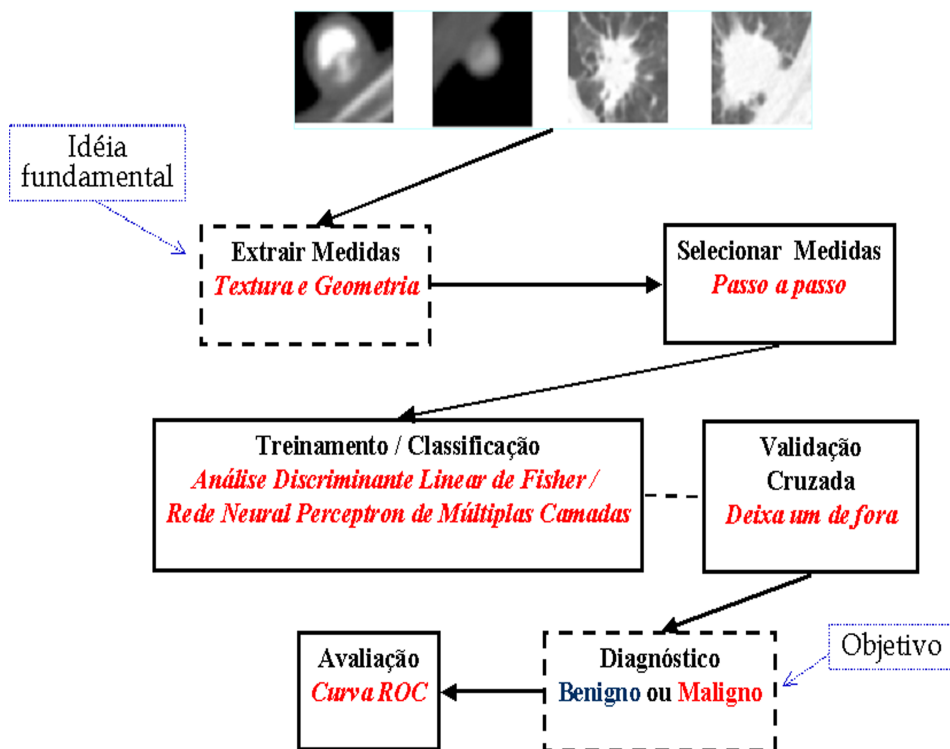 Idéia
fundamental
Extrair Medidas
Textura e Geometria
Selecionar Medidas
Passo a passo
Treinamento / Classificação
Análise Discriminante Linear de Fisher /
Rede Neural Perceptron de Múltiplas Camadas
Validação
Cruzada
Deixa um de fora
Avaliação
Curva ROC
Diagnóstico
Benigno ou Maligno
Objetivo